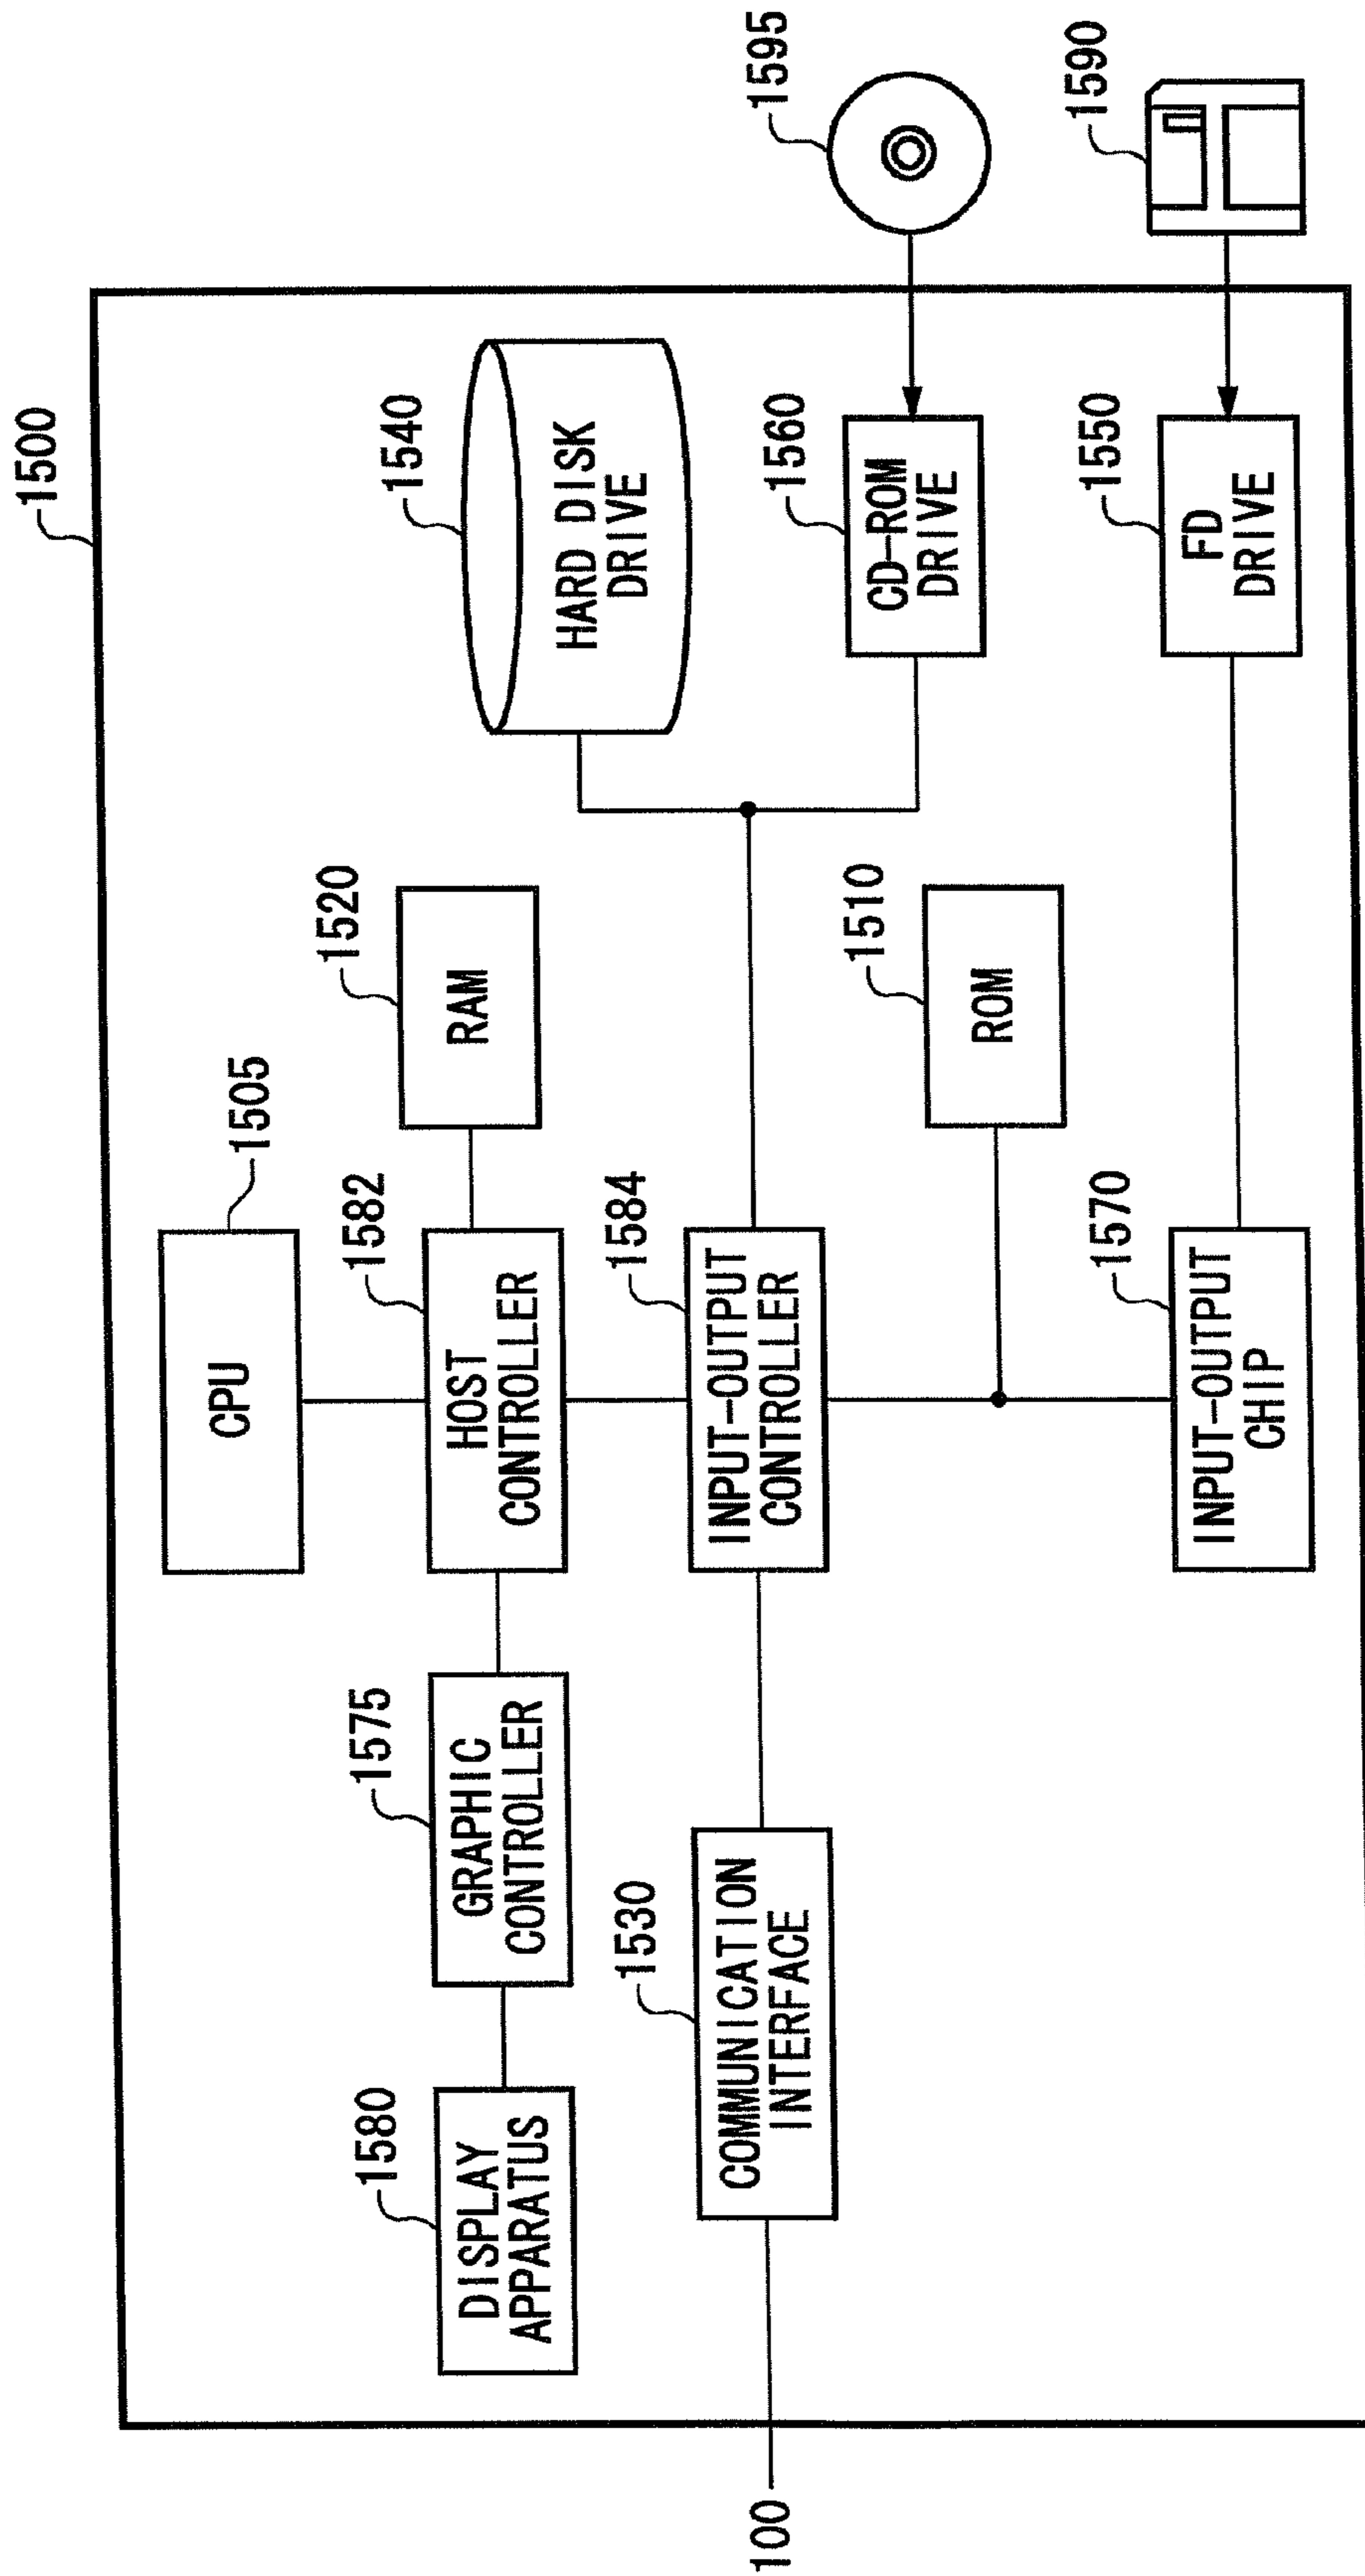 1500
CPU
1505
DISPLAY
APPARATUS
1580
GRAPHIC
CONTROLLER
1575
HOST
CONTROLLER
1582
RAM
1520
HARD DISK
DRIVE
1540
100
COMMUNICATION
INTERFACE
1530
INPUT-OUTPUT
CONTROLLER
1584
CD-ROM
DRIVE
1560
1595
ROM
1510
INPUT-OUTPUT
CHIP
1570
FD
DRIVE
1550
1590